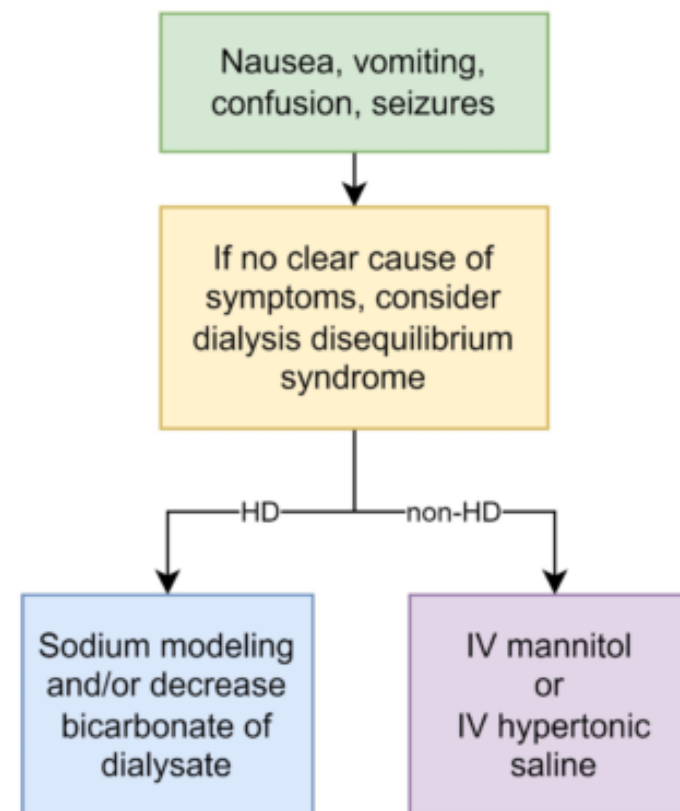 Nausea, vomiting,
confusion, seizures
If no clear cause of
symptoms, consider
dialysis disequilibrium
syndrome
HD
non-HD
Sodium modeling
and/or decrease
bicarbonate of
dialysate
IV mannitol
or
IV hypertonic
saline